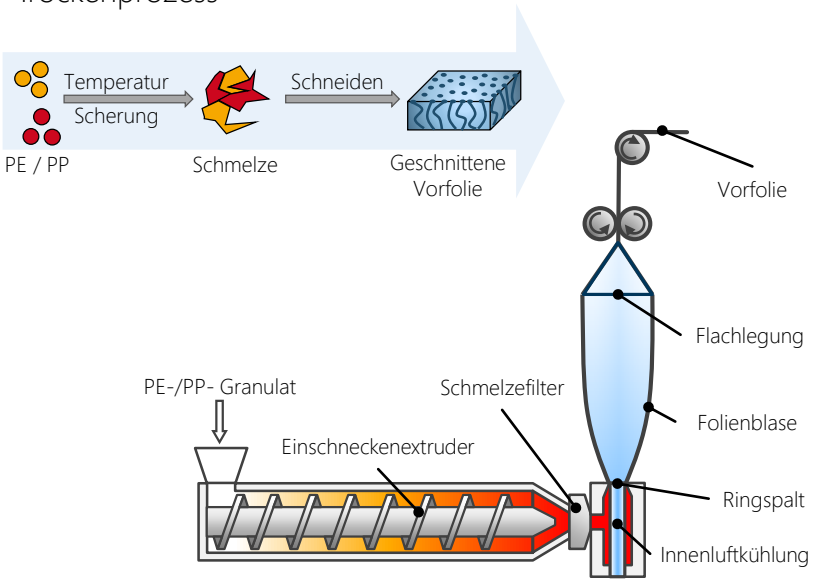 Trockenprozess
Temperatur
Scherung
Schneiden
PE / PP
Schmelze
Geschnittene
Vorfolie
Vorfolie
Flachlegung
PE-/PP- Granulat
Schmelzefilter
Folienblase
Einschneckenextruder
Ringspalt
Innenluftkühlung